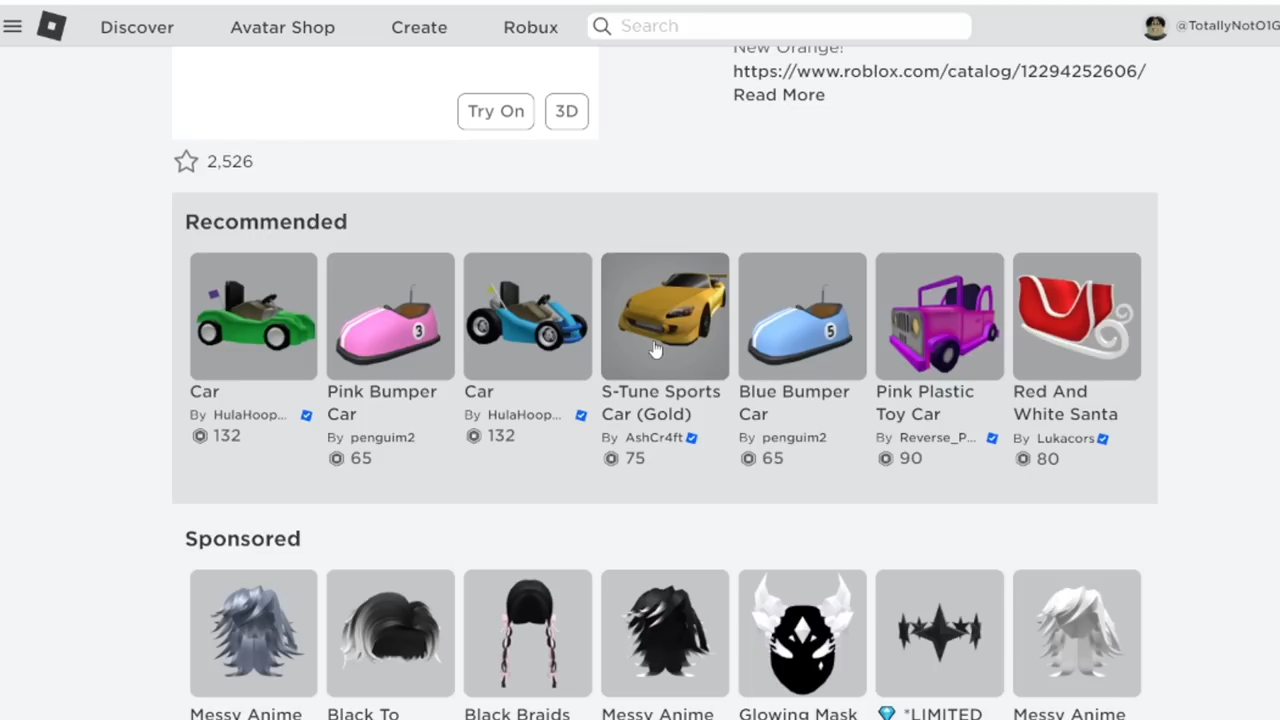 Discover Avatar Shop Create Robux Search @TotallyNotO1G
New Orange!
https://www.roblox.com/catalog/12294252606/
Read More
Try On 3D
2,526
Recommended
3
5
Car
By HulaHoop...
132
Pink Bumper
Car
By penguim2
65
Car
By HulaHoop...
132
S-Tune Sports
Car (Gold)
By AshCr4ft
75
Blue Bumper
Car
By penguim2
65
Pink Plastic
Toy Car
By Reverse_P...
90
Red And
White Santa
By Lukacors
80
Sponsored
Messy Anime
Black To
Black Braids
Messy Anime
Glowing Mask
*LIMITED
Messy Anime